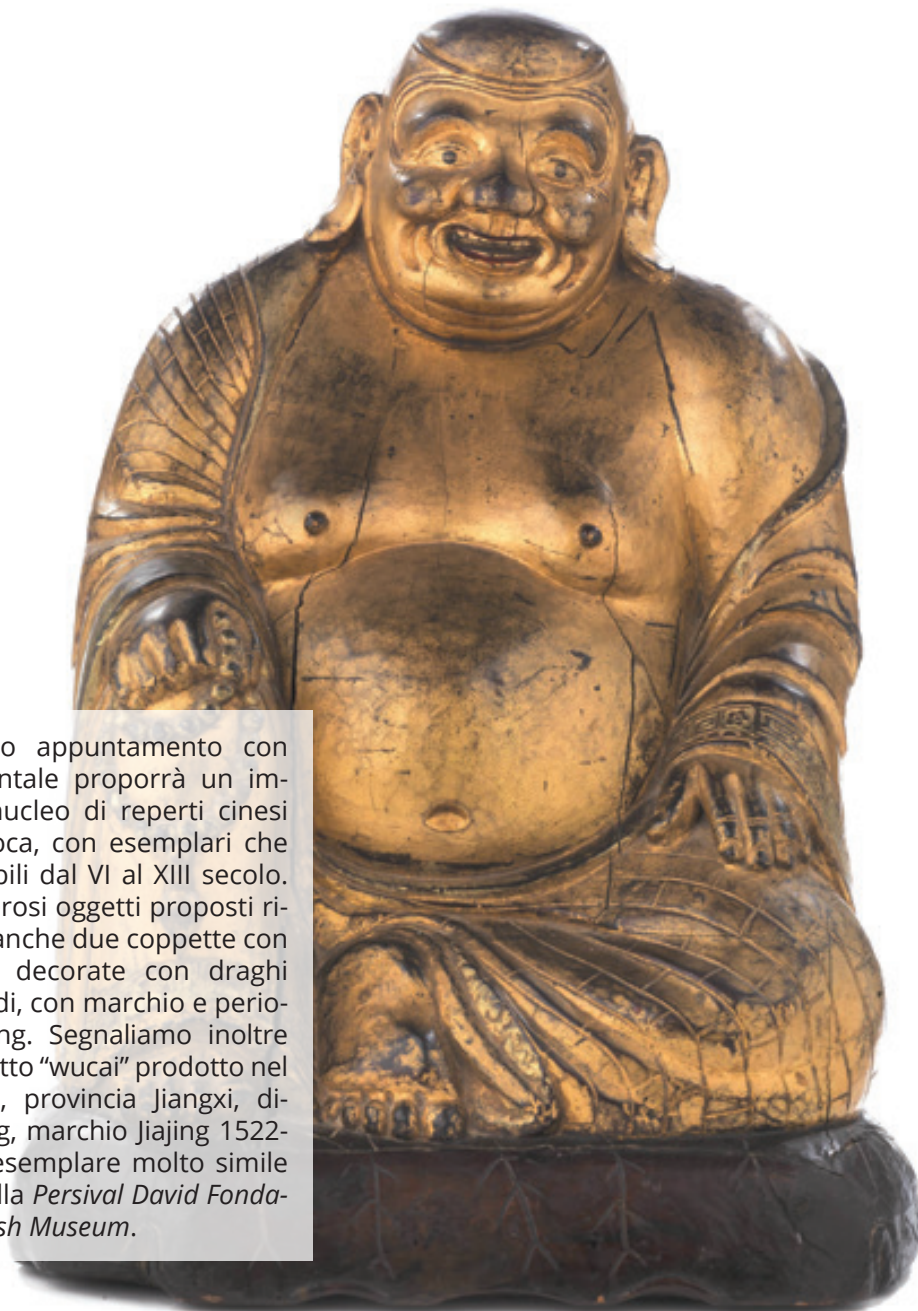 o appuntamento con
ntale proporrà un im-
nucleo di reperti cinesi
oca, con esemplari che
bili dal VI al XIII secolo.
rosi oggetti proposti ri-
anche due coppette con
decorate con draghi
di, con marchio e perio-
ng. Segnaliamo inoltre
tto “wucai” prodotto nel
, provincia Jiangxi, di-
g, marchio Jiajing 1522-
esemplare molto simile
lla Persival David Fonda-
sh Museum.